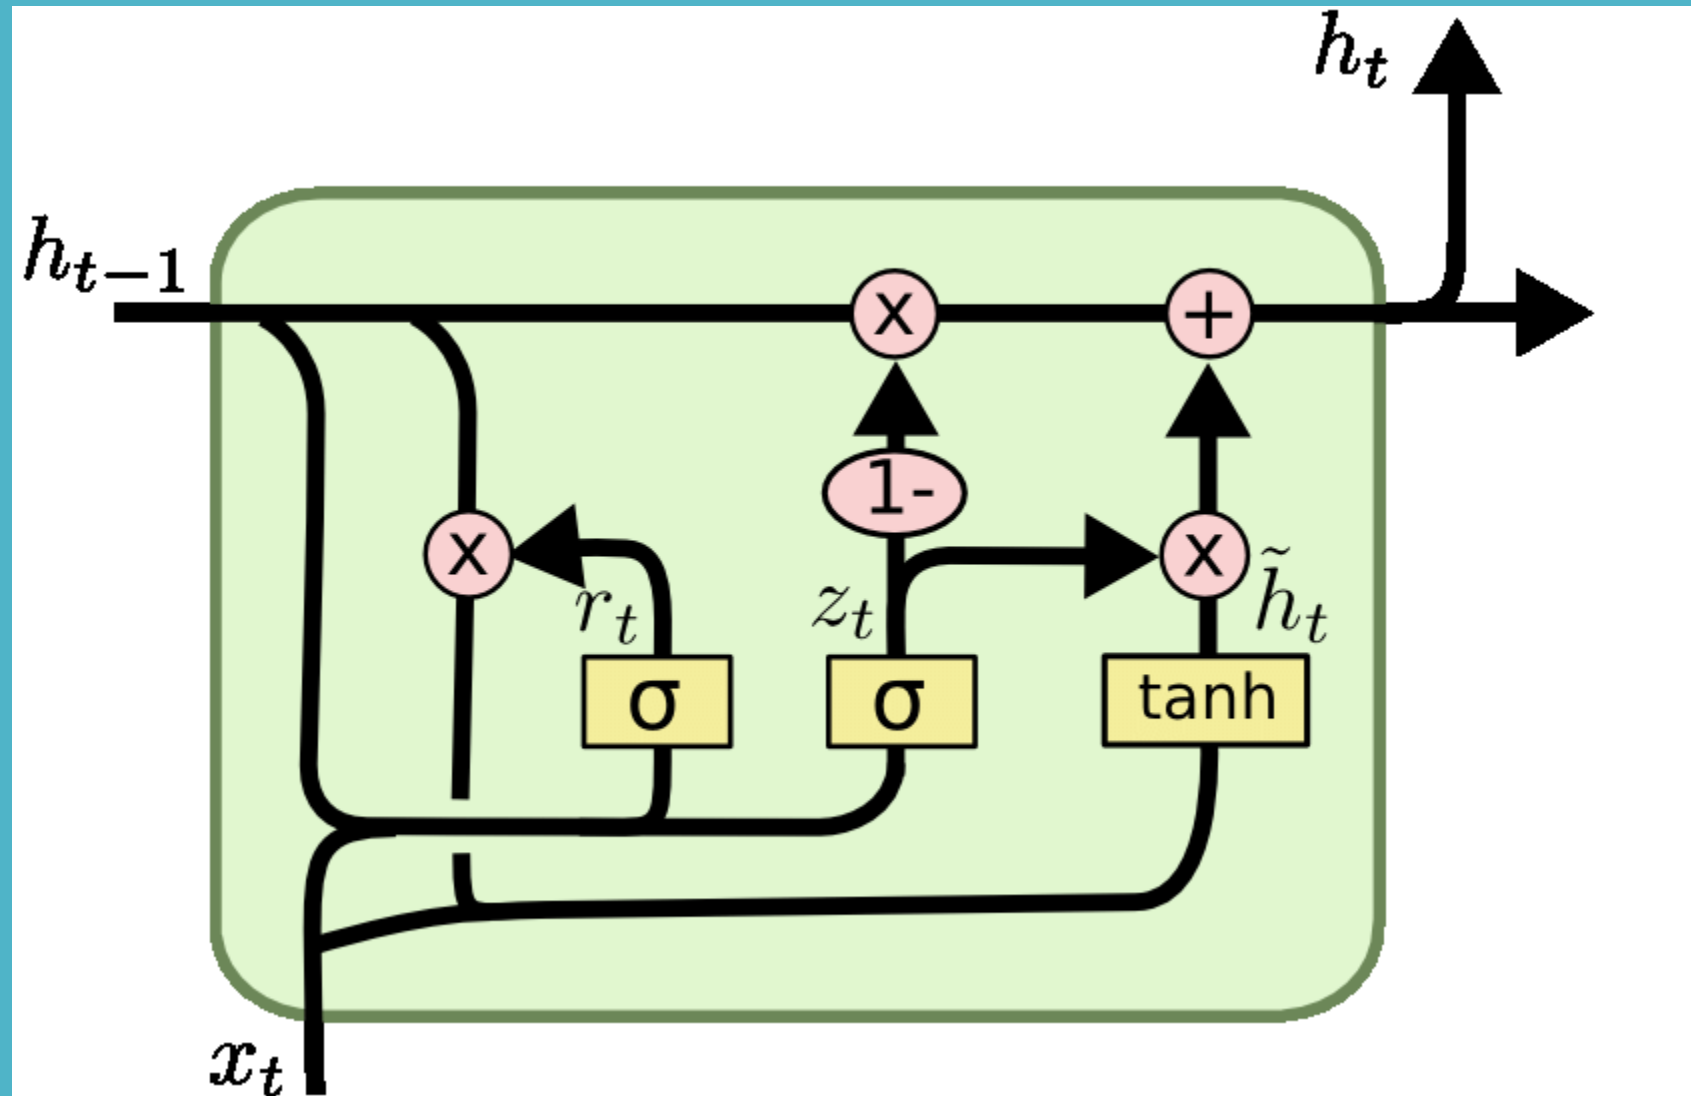 h_t
h_{t-1}
x
+
1-
x
x
r_t
z_t
h̃_t
σ
σ
tanh
x_t